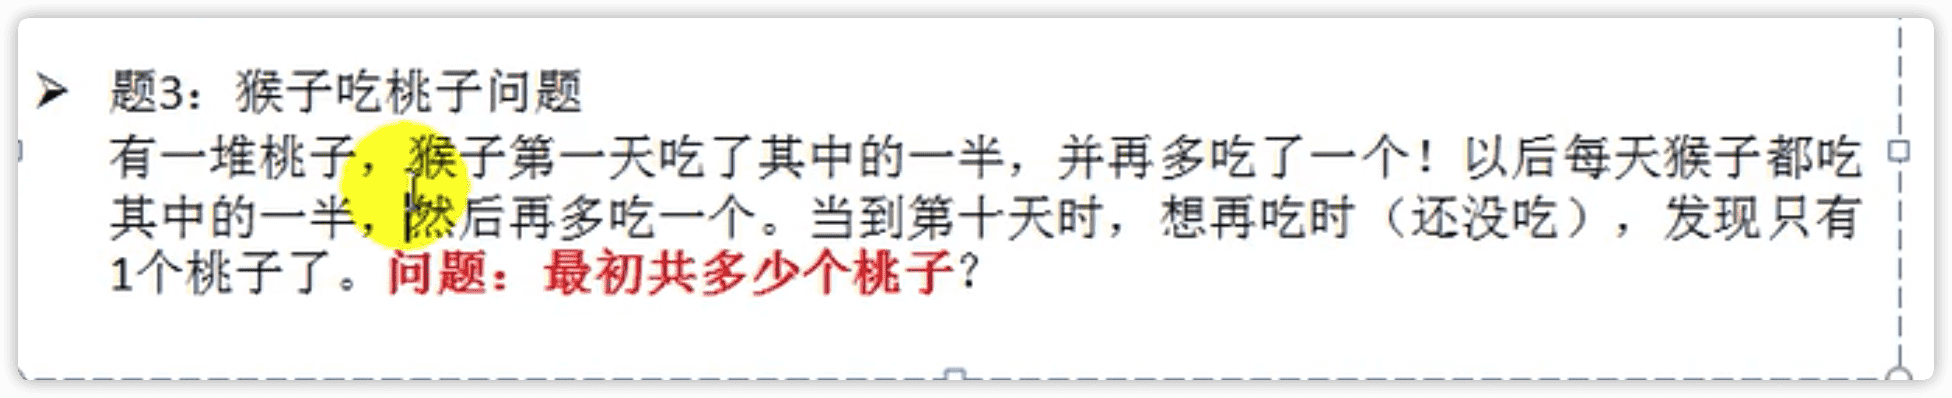 题3：猴子吃桃子问题
有一堆桃子，猴子第一天吃了其中的一半，并再多吃了一个！以后每天猴子都吃
其中的一半，然后再多吃一个。当到第十天时，想再吃时（还没吃），发现只有
1个桃子了。问题：最初共多少个桃子？